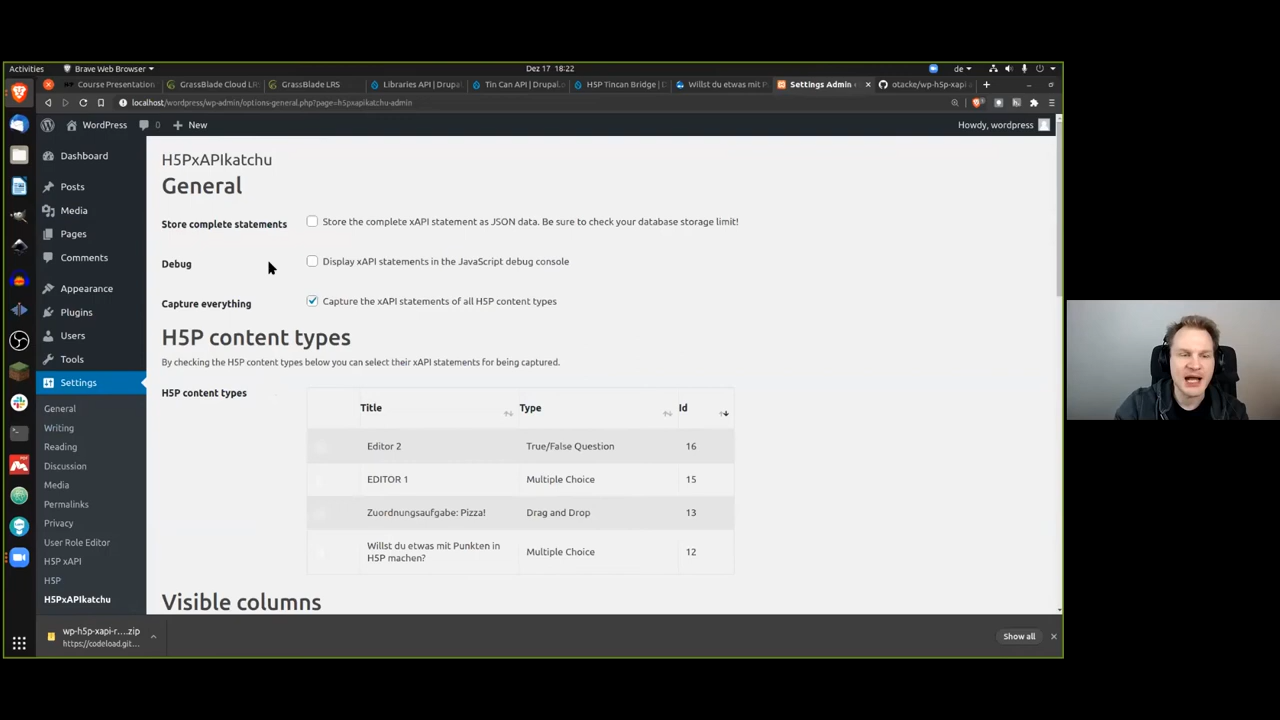 Activities
Brave Web Browser
Dez 17 18:22
de
Course Presentation
GrassBlade Cloud LR
GrassBlade LRS
Libraries API | Drupal
Tin Can API | Drupal.o
H5P Tincan Bridge | D
Willst du etwas mit P
Settings Admin
otacke/wp-h5p-xapi
localhost/wordpress/wp-admin/options-general.php?page=h5pxapikatchu-admin
WordPress
0
New
Howdy, wordpress
Dashboard
Posts
Media
Pages
Comments
Appearance
Plugins
Users
Tools
Settings
General
Writing
Reading
Discussion
Media
Permalinks
Privacy
User Role Editor
H5P xAPI
H5P
H5PxAPIkatchu
H5PxAPIkatchu
General
Store complete statements
Store the complete xAPI statement as JSON data. Be sure to check your database storage limit!
Debug
Display xAPI statements in the JavaScript debug console
Capture everything
Capture the xAPI statements of all H5P content types
H5P content types
By checking the H5P content types below you can select their xAPI statements for being captured.
H5P content types
Title Type Id
Editor 2 True/False Question 16
EDITOR 1 Multiple Choice 15
Zuordnungsaufgabe: Pizza! Drag and Drop 13
Willst du etwas mit Punkten in
H5P machen? Multiple Choice 12
Visible columns
wp-h5p-xapi-r....zip
https://codeload.git...
Show all